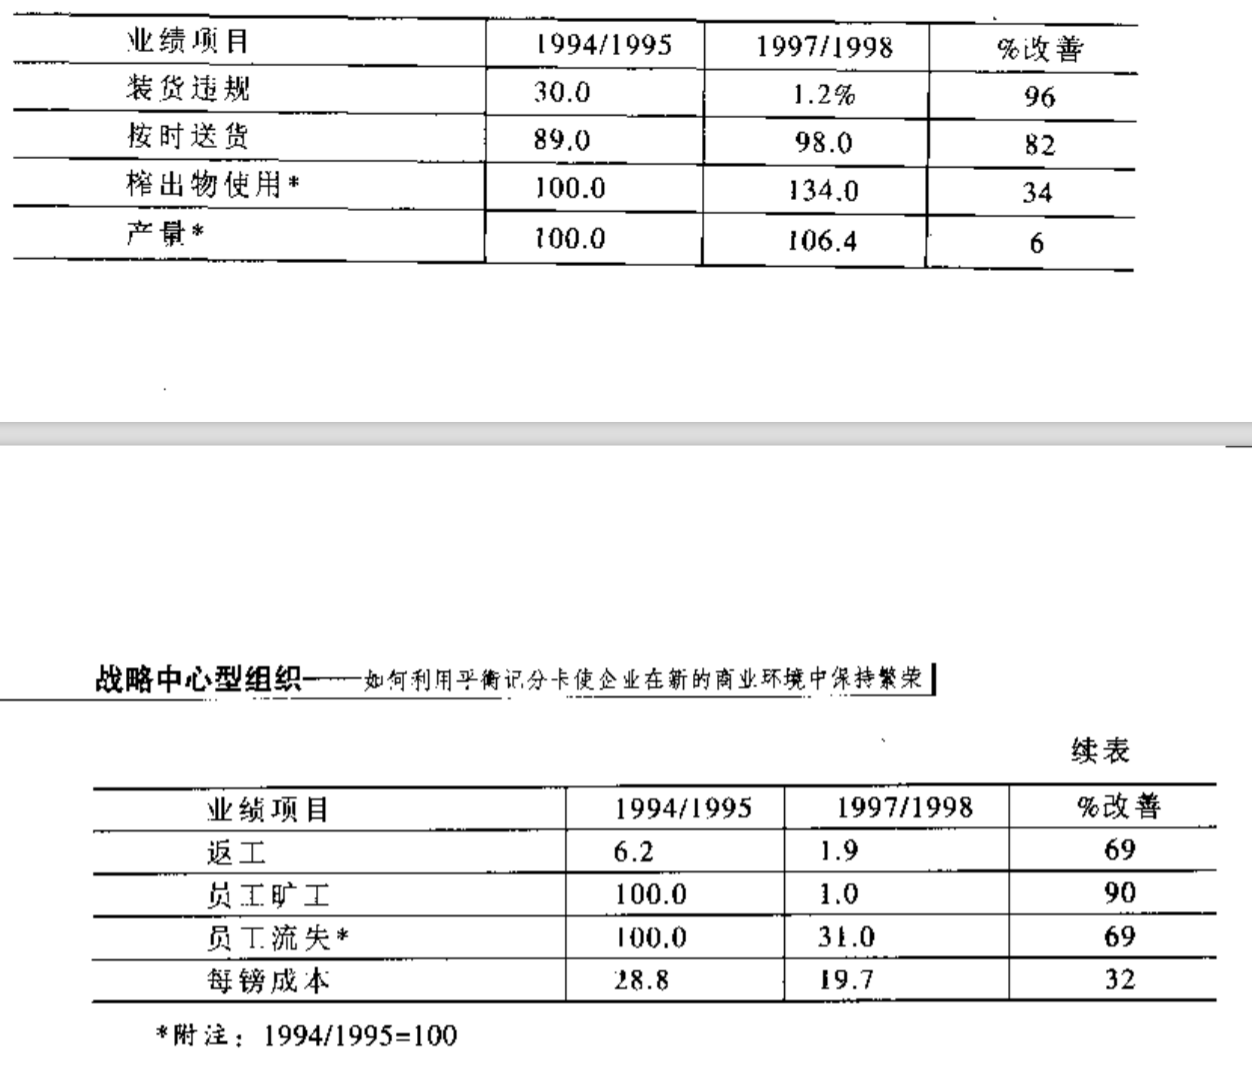 业绩项目 1994/1995 1997/1998 %改善
装货违规 30.0 1.2% 96
按时送货 89.0 98.0 82
榨出物使用* 100.0 134.0 34
产量* 100.0 106.4 6
战略中心型组织——如何利用平衡记分卡使企业在新的商业环境中保持繁荣
续表
业绩项目 1994/1995 1997/1998 %改善
返工 6.2 1.9 69
员工旷工 100.0 1.0 90
员工流失* 100.0 31.0 69
每镑成本 28.8 19.7 32
*附注：1994/1995=100